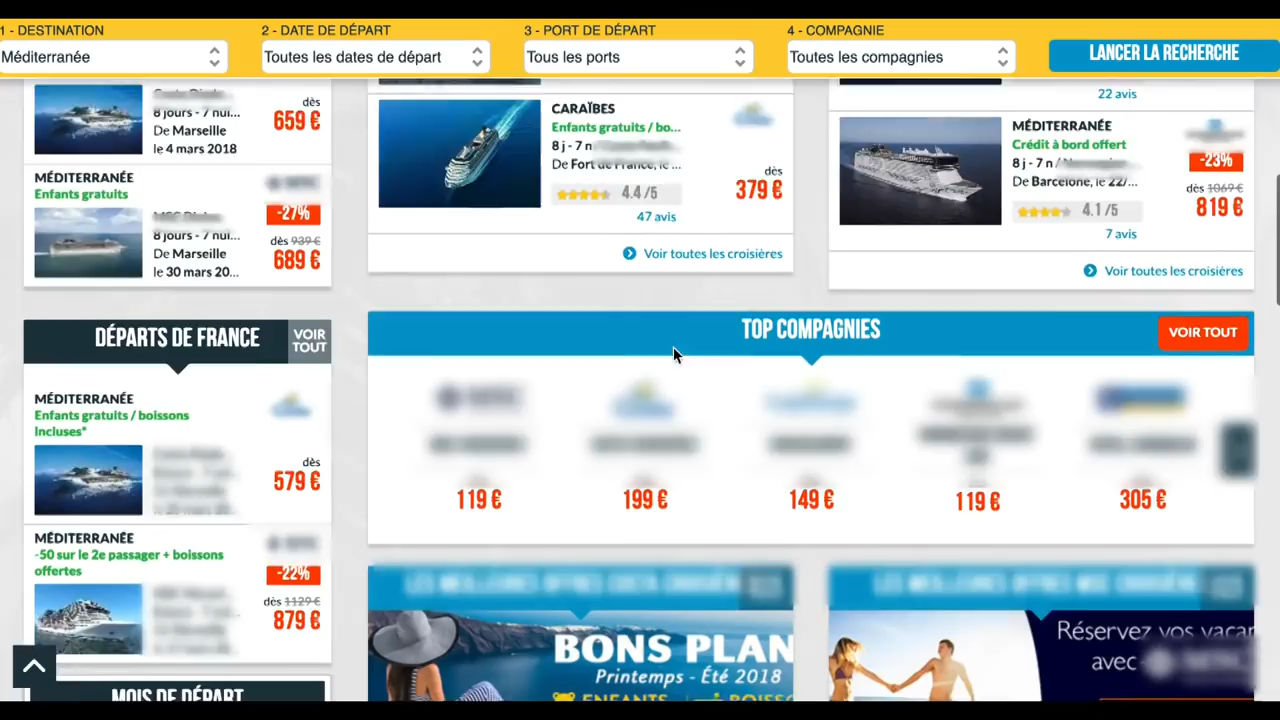 1 - DESTINATION
2 - DATE DE DÉPART
3 - PORT DE DÉPART
4 - COMPAGNIE
Méditerranée
Toutes les dates de départ
Tous les ports
Toutes les compagnies
LANCER LA RECHERCHE
8 jours - 7 nui...
De Marseille
le 4 mars 2018
dès
659 €
MÉDITERRANÉE
Enfants gratuits
-27%
8 jours - 7 nui...
De Marseille
le 30 mars 20...
dès 939 €
689 €
CARAÏBES
Enfants gratuits / bo...
8 j - 7 n
De Fort de France, le ...
4.4 /5
47 avis
dès
379 €
Voir toutes les croisières
22 avis
MÉDITERRANÉE
Crédit à bord offert
8 j - 7 n /
De Barcelone, le 22/...
4.1 /5
7 avis
-23%
dès 1069 €
819 €
Voir toutes les croisières
DÉPARTS DE FRANCE
VOIR
TOUT
MÉDITERRANÉE
Enfants gratuits / boissons
Incluses*
dès
579 €
MÉDITERRANÉE
-50 sur le 2e passager + boissons
offertes
-22%
dès 1129 €
879 €
MOIS DE DÉPART
TOP COMPAGNIES
VOIR TOUT
119 €
199 €
149 €
119 €
305 €
BONS PLAN
Printemps - Été 2018
ENFANTS
BOISSO
Réservez vos vacan
avec